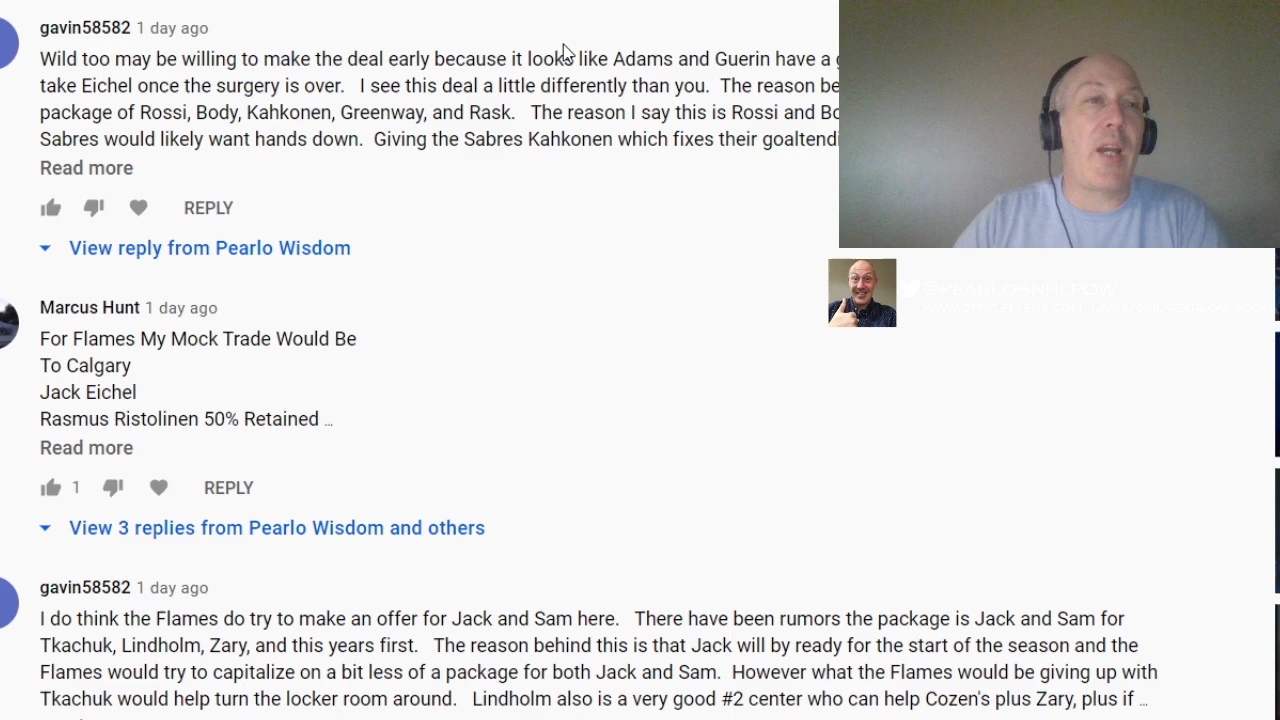 gavin58582 1 day ago
Wild too may be willing to make the deal early because it looks like Adams and Guerin have a
take Eichel once the surgery is over. I see this deal a little differently than you. The reason
package of Rossi, Body, Kahkonen, Greenway, and Rask. The reason I say this is Rossi and
Sabres would likely want hands down. Giving the Sabres Kahkonen which fixes their
Read more
REPLY
View reply from Pearlo Wisdom
@PEARLOSNHLPOW
Marcus Hunt 1 day ago
For Flames My Mock Trade Would Be
To Calgary
Jack Eichel
Rasmus Ristolinen 50% Retained ...
Read more
1 REPLY
View 3 replies from Pearlo Wisdom and others
gavin58582 1 day ago
I do think the Flames do try to make an offer for Jack and Sam here. There have been rumors the package is Jack and Sam for
Tkachuk, Lindholm, Zary, and this years first. The reason behind this is that Jack will by ready for the start of the season and the
Flames would try to capitalize on a bit less of a package for both Jack and Sam. However what the Flames would be giving up with
Tkachuk would help turn the locker room around. Lindholm also is a very good #2 center who can help Cozen's plus Zary, plus if ...